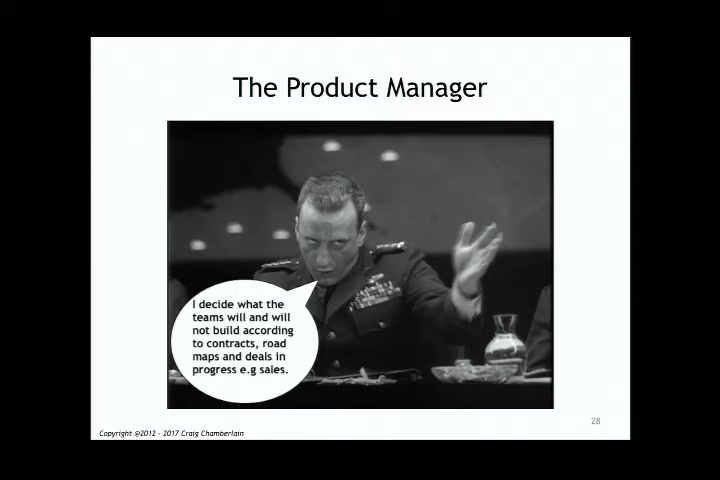 The Product Manager
I decide what the
teams will and will
not build according
to contracts, road
maps and deals in
progress e.g sales.
28
Copyright @2012 - 2017 Craig Chamberlain